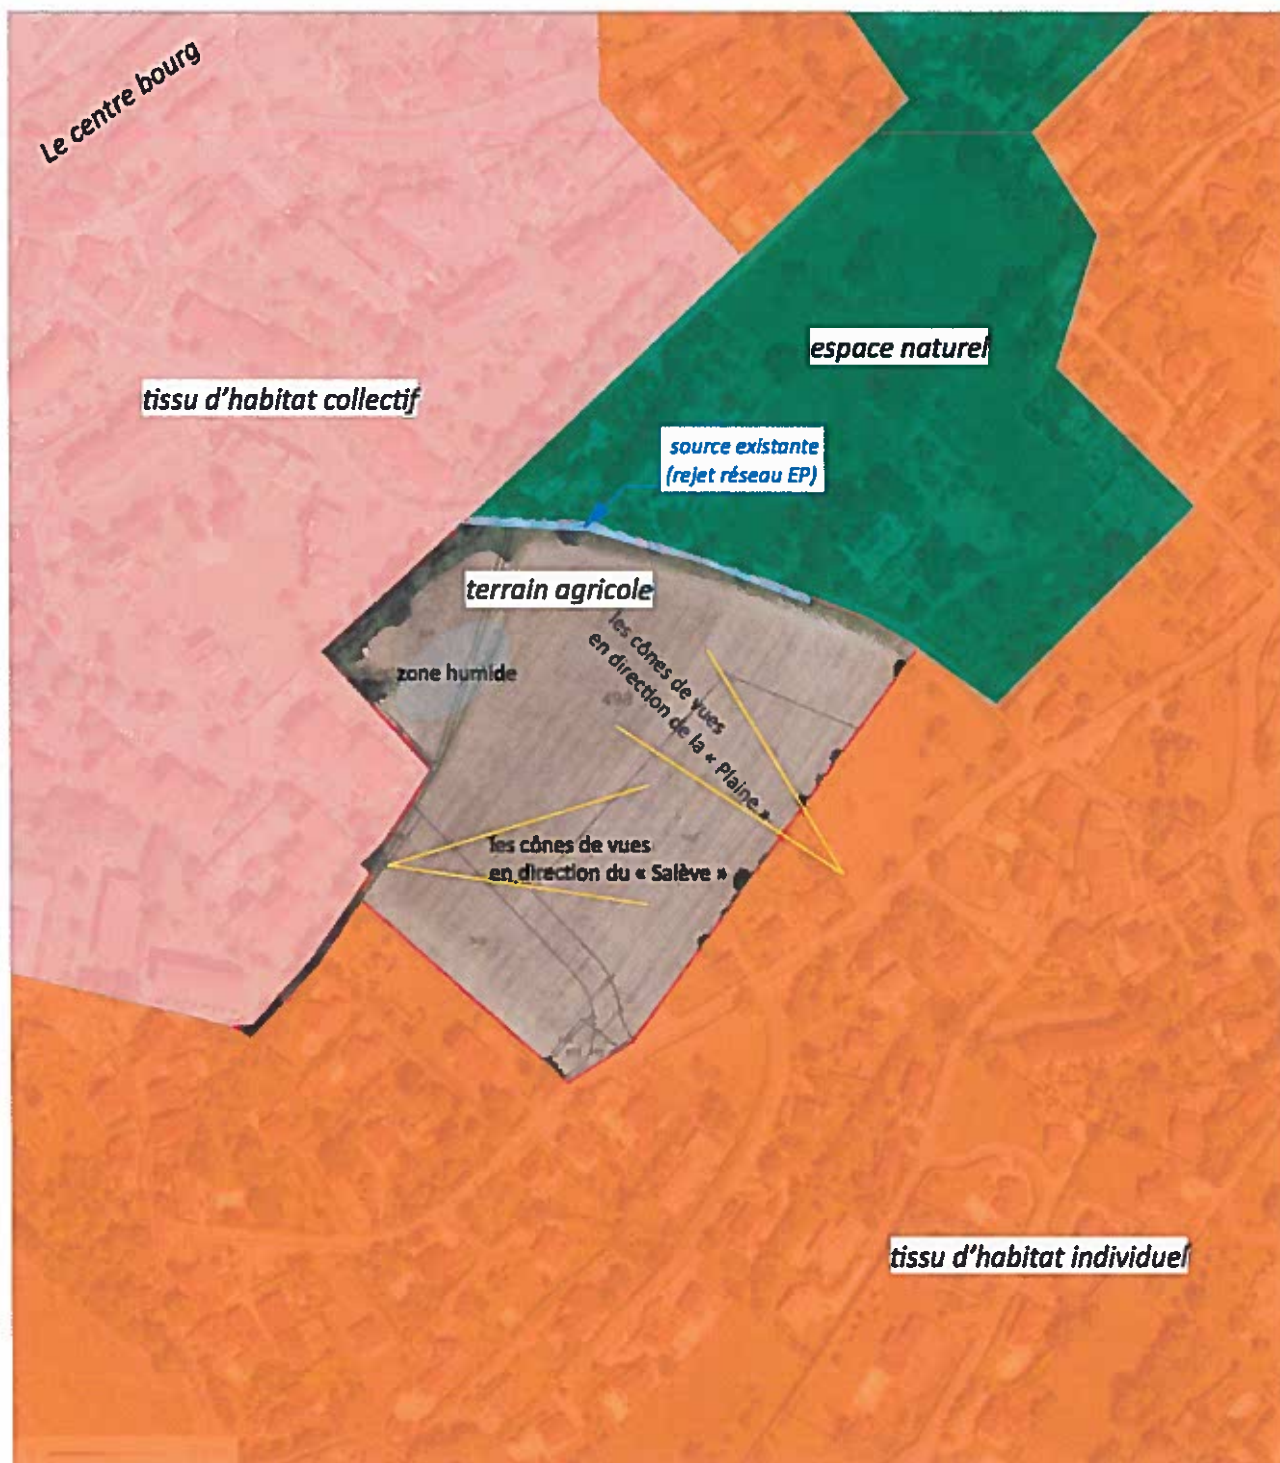 Le centre bourg
espace naturel
tissu d'habitat collectif
source existante
(rejet réseau EP)
terrain agricole
les cônes de vues
en direction de la « Plaine »
zone humide
les cônes de vues
en direction du « Salève »
tissu d'habitat individuel